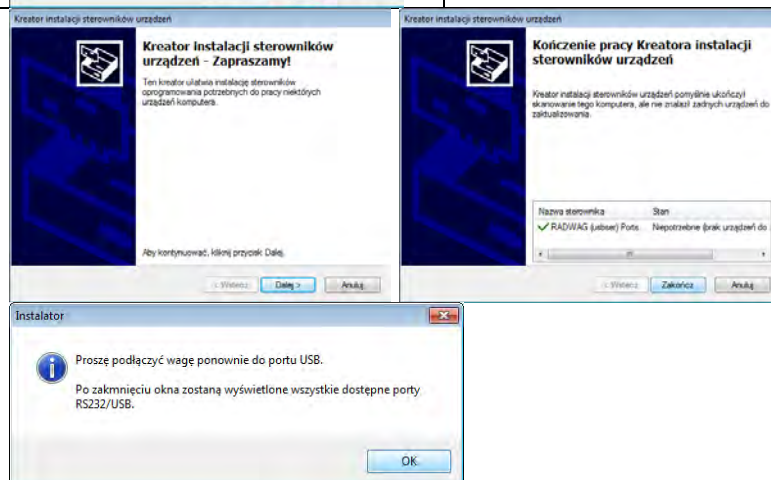 Kreator instalacji sterowników urządzeń
Kreator instalacji sterowników
urządzeń - Zapraszamy!
Ten kreator ułatwia instalację sterowników
oprogramowania potrzebnych do pracy niektórych
urządzeń komputera.
Aby kontynuować, kliknij przycisk Dalej.
< Wstecz
Dalej >
Anuluj
Kreator instalacji sterowników urządzeń
Kończenie pracy Kreatora instalacji
sterowników urządzeń
Kreator instalacji sterowników urządzeń pomyślnie ukończył
skanowanie tego komputera, ale nie znalazł żadnych urządzeń do
zaktualizowania.
Nazwa sterownika Stan
RADWAG (usbser) Ports Niepotrzebne (brak urządzeń do
< Wstecz
Zakończ
Anuluj
Instalator
Proszę podłączyć wagę ponownie do portu USB.
Po zakmnięciu okna zostaną wyświetlone wszystkie dostępne porty
RS232/USB.
OK